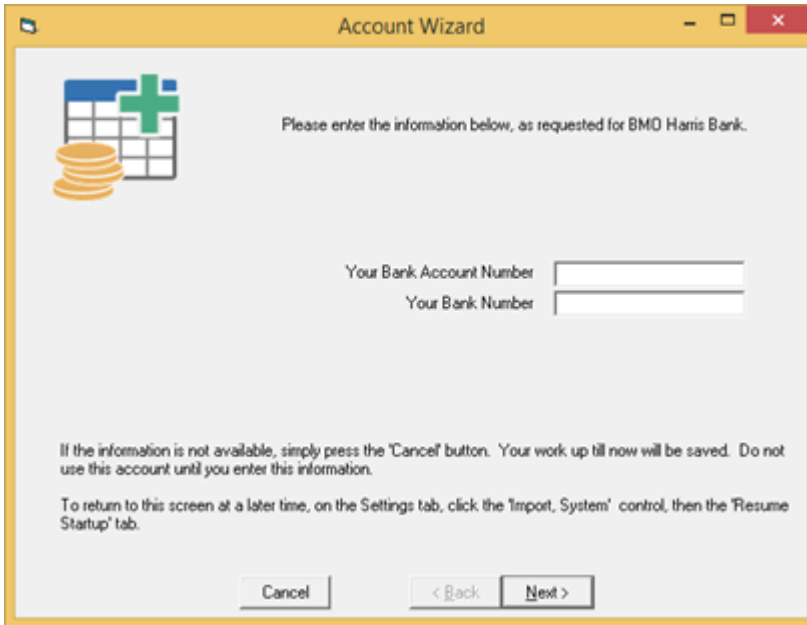 Account Wizard
Please enter the information below, as requested for BMO Harris Bank.
Your Bank Account Number
Your Bank Number
If the information is not available, simply press the 'Cancel' button.  Your work up till now will be saved.  Do not
use this account until you enter this information.
To return to this screen at a later time, on the Settings tab, click the 'Import, System'  control, then the 'Resume
Startup' tab.
Cancel
< Back
Next >